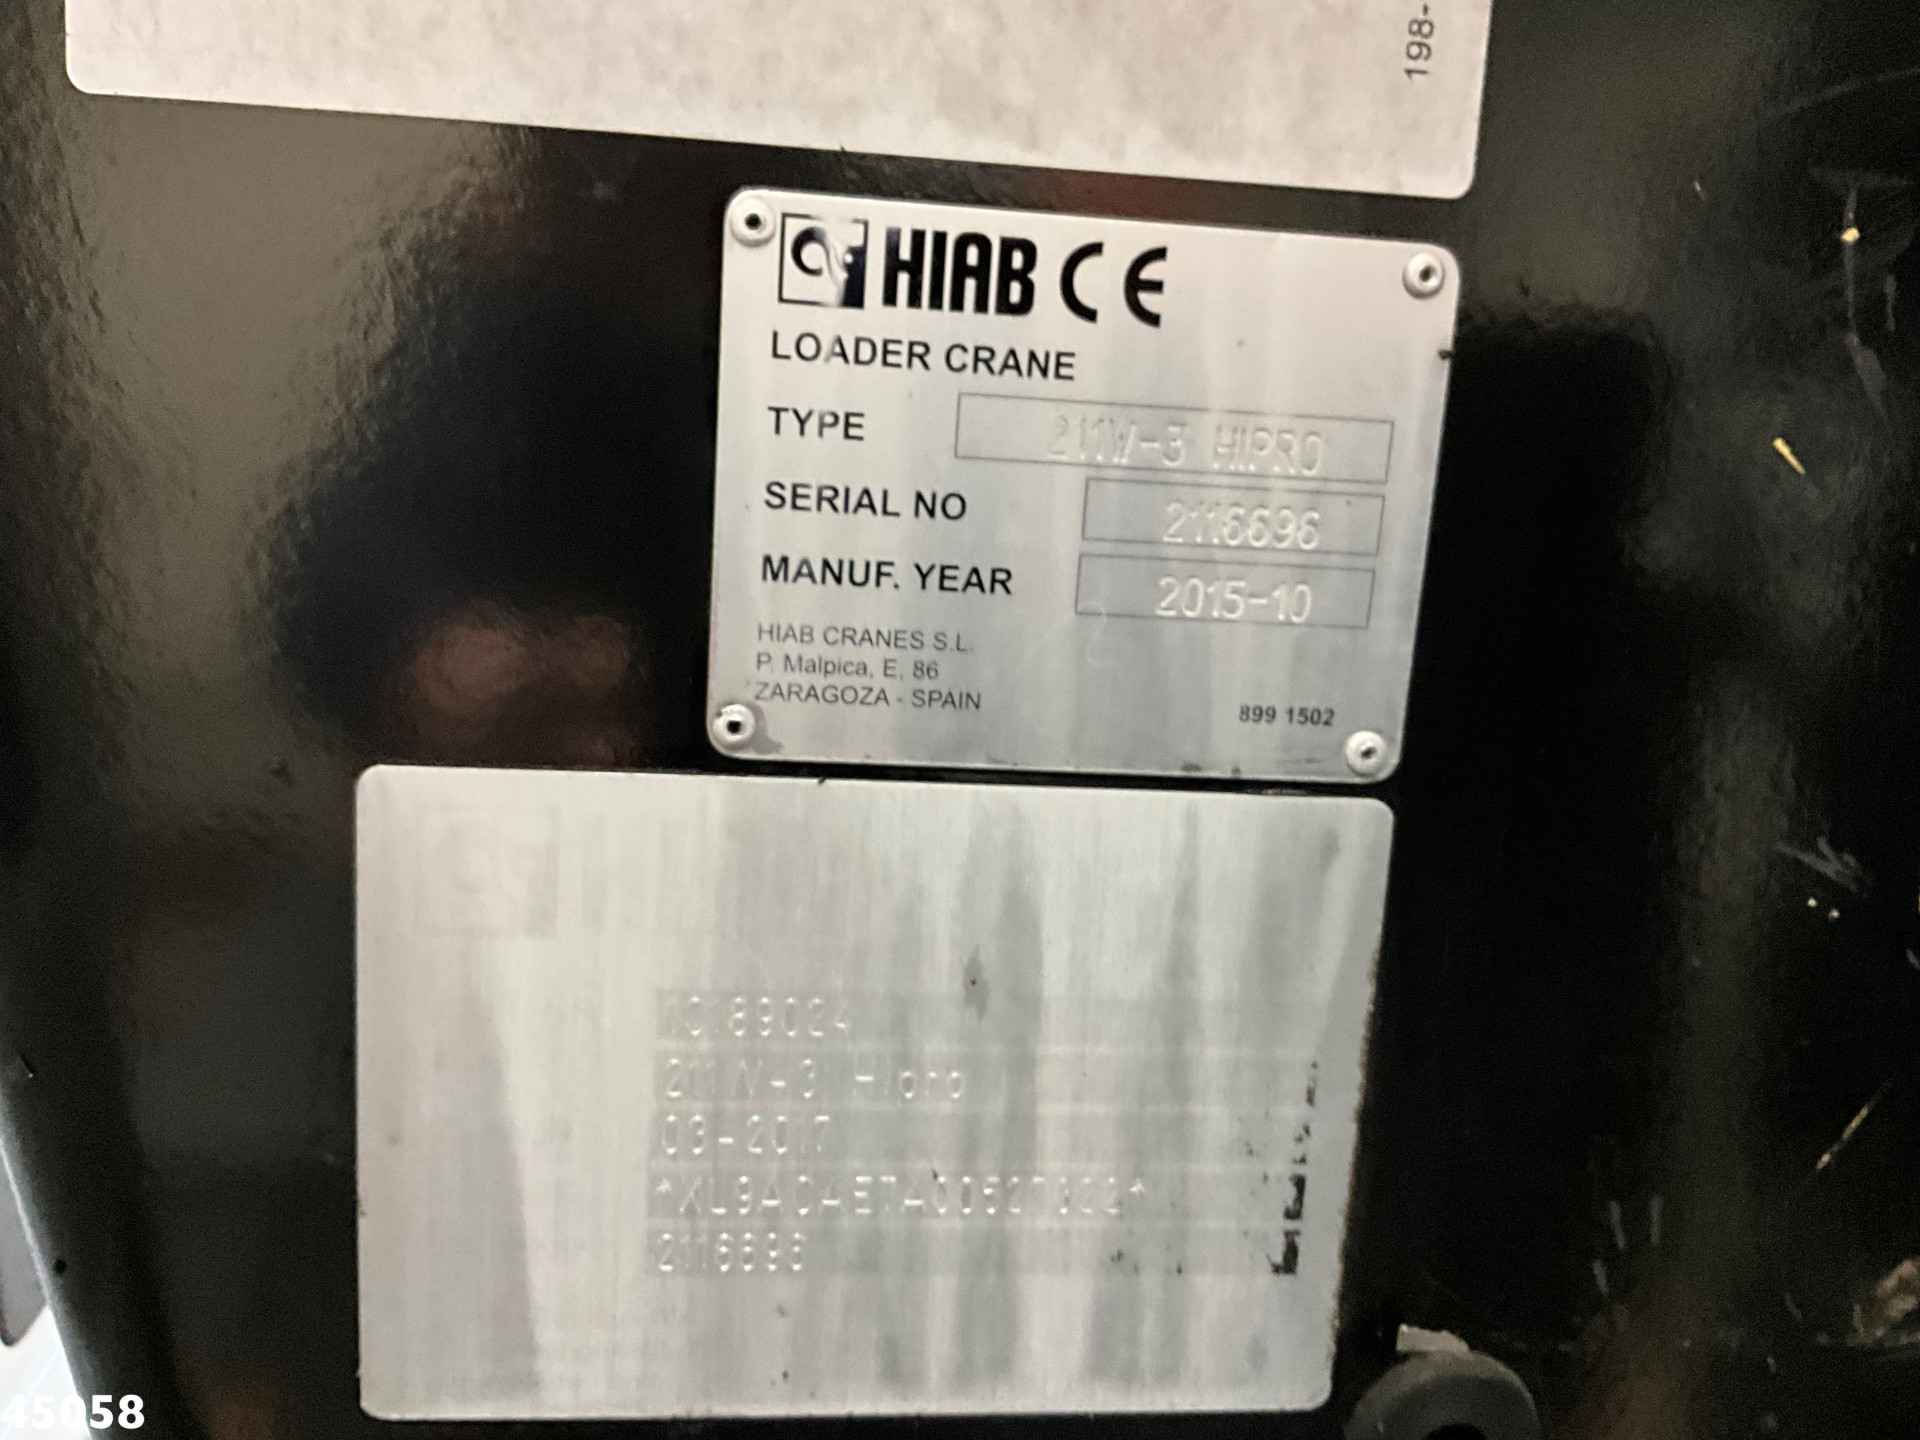 198-
HIAB CE
LOADER CRANE
TYPE 211W-3 HIPRO
SERIAL NO 2116696
MANUF. YEAR 2015-10
HIAB CRANES S.L.
P. Malpica, E, 86
ZARAGOZA - SPAIN
899 1502
211W-3 Hipro
03-2017
2116696
45058